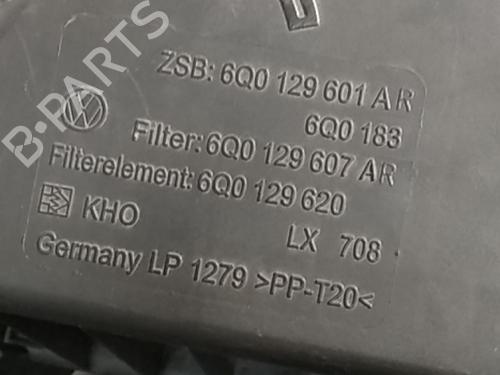 B-PARTS
ZSB: 6Q0 129 601 AR
6Q0 183
Filter: 6Q0 129 607 AR
Filterelement: 6Q0 129 620
KHO
LX 708
Germany LP 1279 >PP-T20<